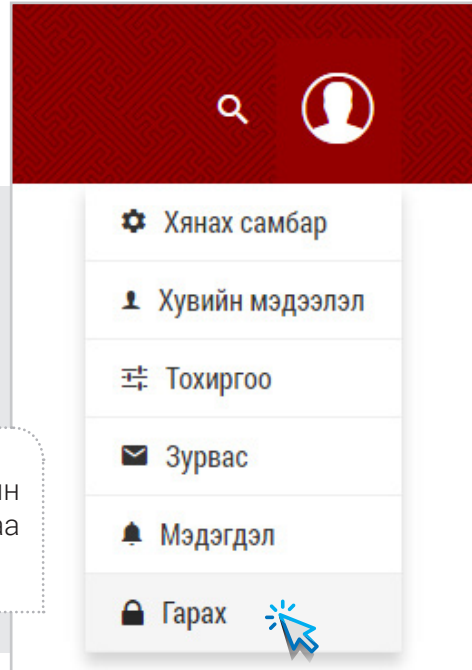 Хянах самбар
Хувийн мэдээлэл
Тохиргоо
Зурвас
Мэдэгдэл
Гарах